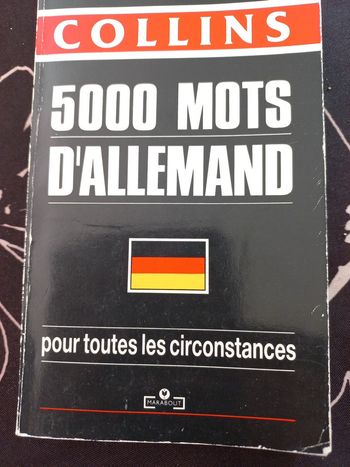 COLLINS
5000 MOTS
D'ALLEMAND
pour toutes les circonstances
MARABOUT